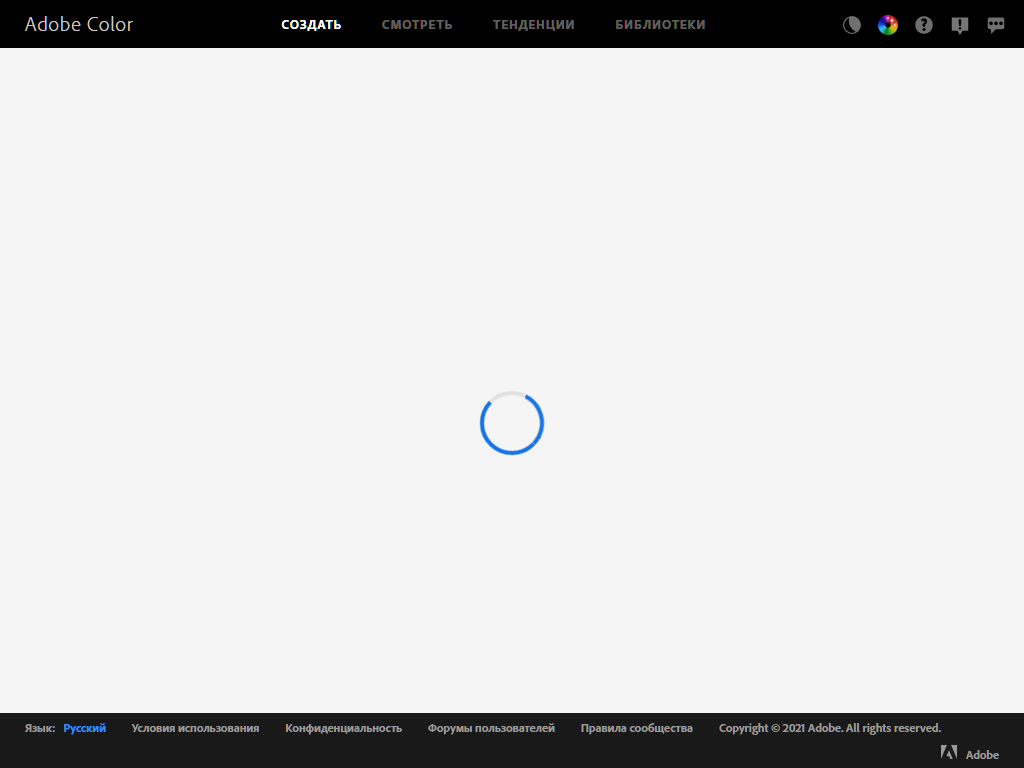 Adobe Color
СОЗДАТЬ СМОТРЕТЬ ТЕНДЕНЦИИ БИБЛИОТЕКИ
Язык: Русский Условия использования Конфиденциальность Форумы пользователей Правила сообщества Copyright © 2021 Adobe. All rights reserved.
Adobe